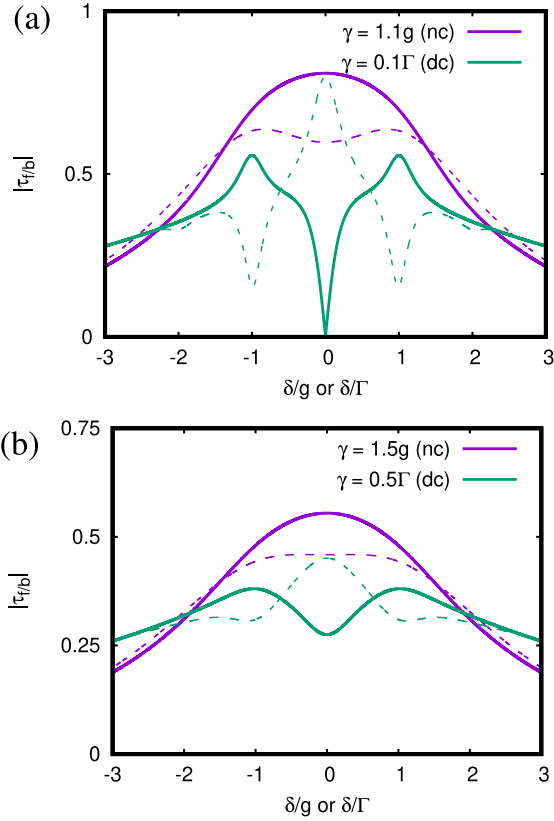 (a)
1
γ = 1.1g (nc)
γ = 0.1Γ (dc)
|τf/b|
0.5
0
-3 -2 -1 0 1 2 3
δ/g or δ/Γ
(b)
0.75
γ = 1.5g (nc)
γ = 0.5Γ (dc)
0.5
|τf/b|
0.25
0
-3 -2 -1 0 1 2 3
δ/g or δ/Γ